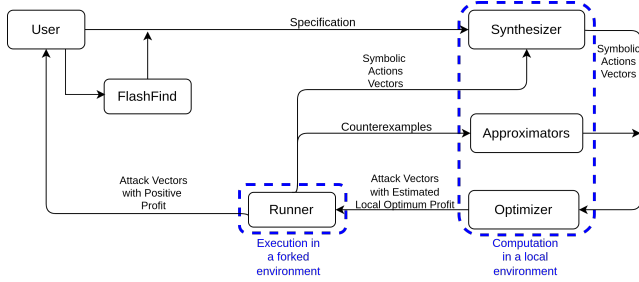 User
Specification
Synthesizer
Symbolic
Actions
Vectors
Symbolic
Actions
Vectors
FlashFind
Counterexamples
Approximators
Attack Vectors
with Positive
Profit
Attack Vectors
with Estimated
Local Optimum Profit
Runner
Optimizer
Execution in
a forked
environment
Computation
in a local
environment